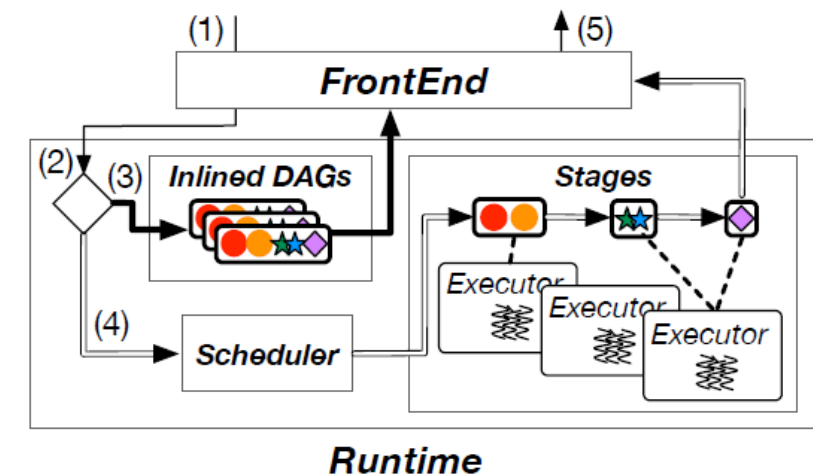 (1)
(5)
FrontEnd
(2)
(3)
Inlined DAGs
Stages
(4)
Scheduler
Executor
Executor
Executor
Runtime